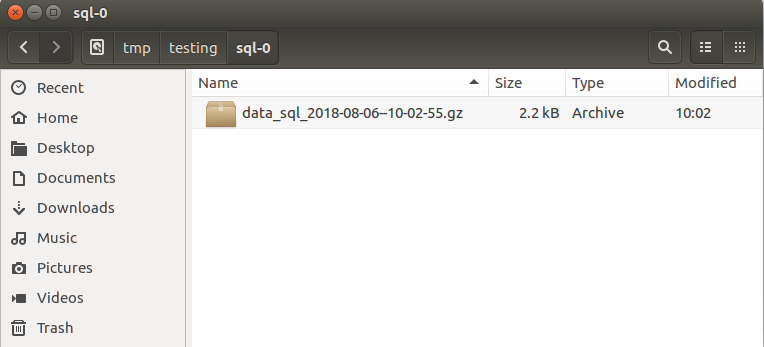 sql-0
tmp testing sql-0
Name Size Type Modified
data_sql_2018-08-06--10-02-55.gz 2.2 kB Archive 10:02
Recent
Home
Desktop
Documents
Downloads
Music
Pictures
Videos
Trash